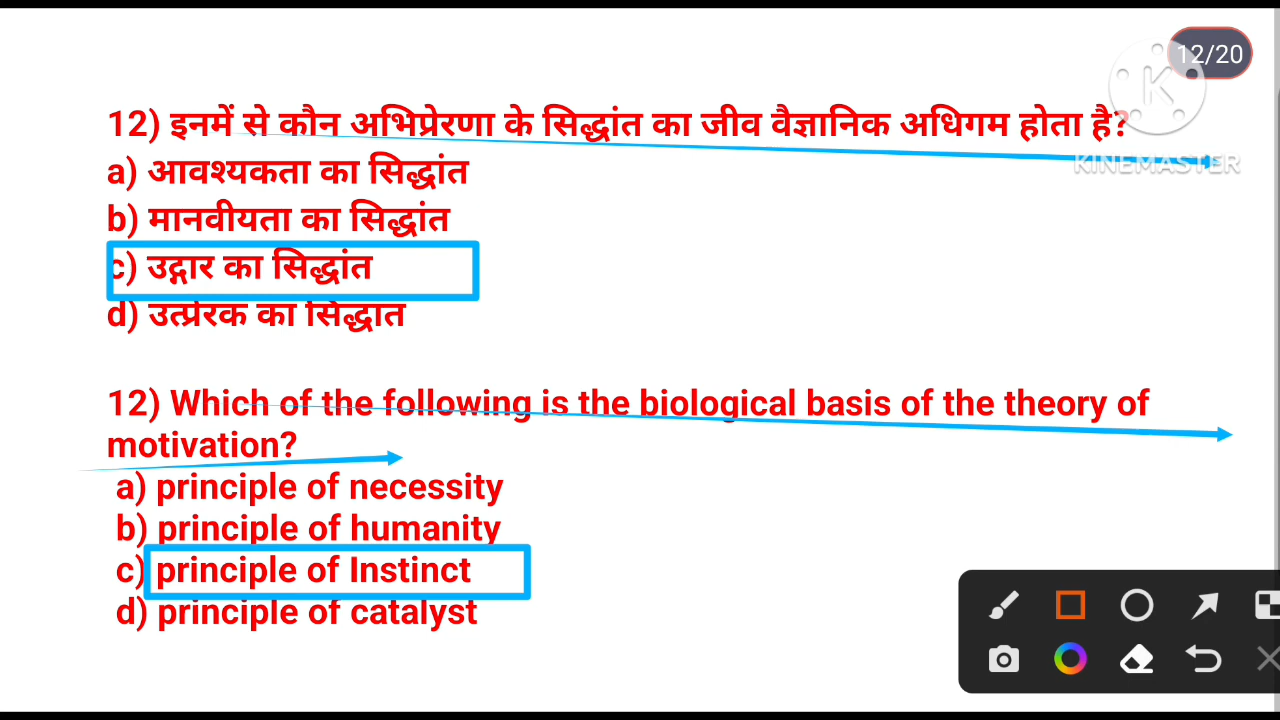 12/20
K
KINEMASTER
12) इनमें से कौन अभिप्रेरणा के सिद्धांत का जीव वैज्ञानिक अधिगम होता है?
a) आवश्यकता का सिद्धांत
b) मानवीयता का सिद्धांत
c) उद्गार का सिद्धांत
d) उत्प्रेरक का सिद्धांत
12) Which of the following is the biological basis of the theory of
motivation?
a) principle of necessity
b) principle of humanity
c) principle of Instinct
d) principle of catalyst